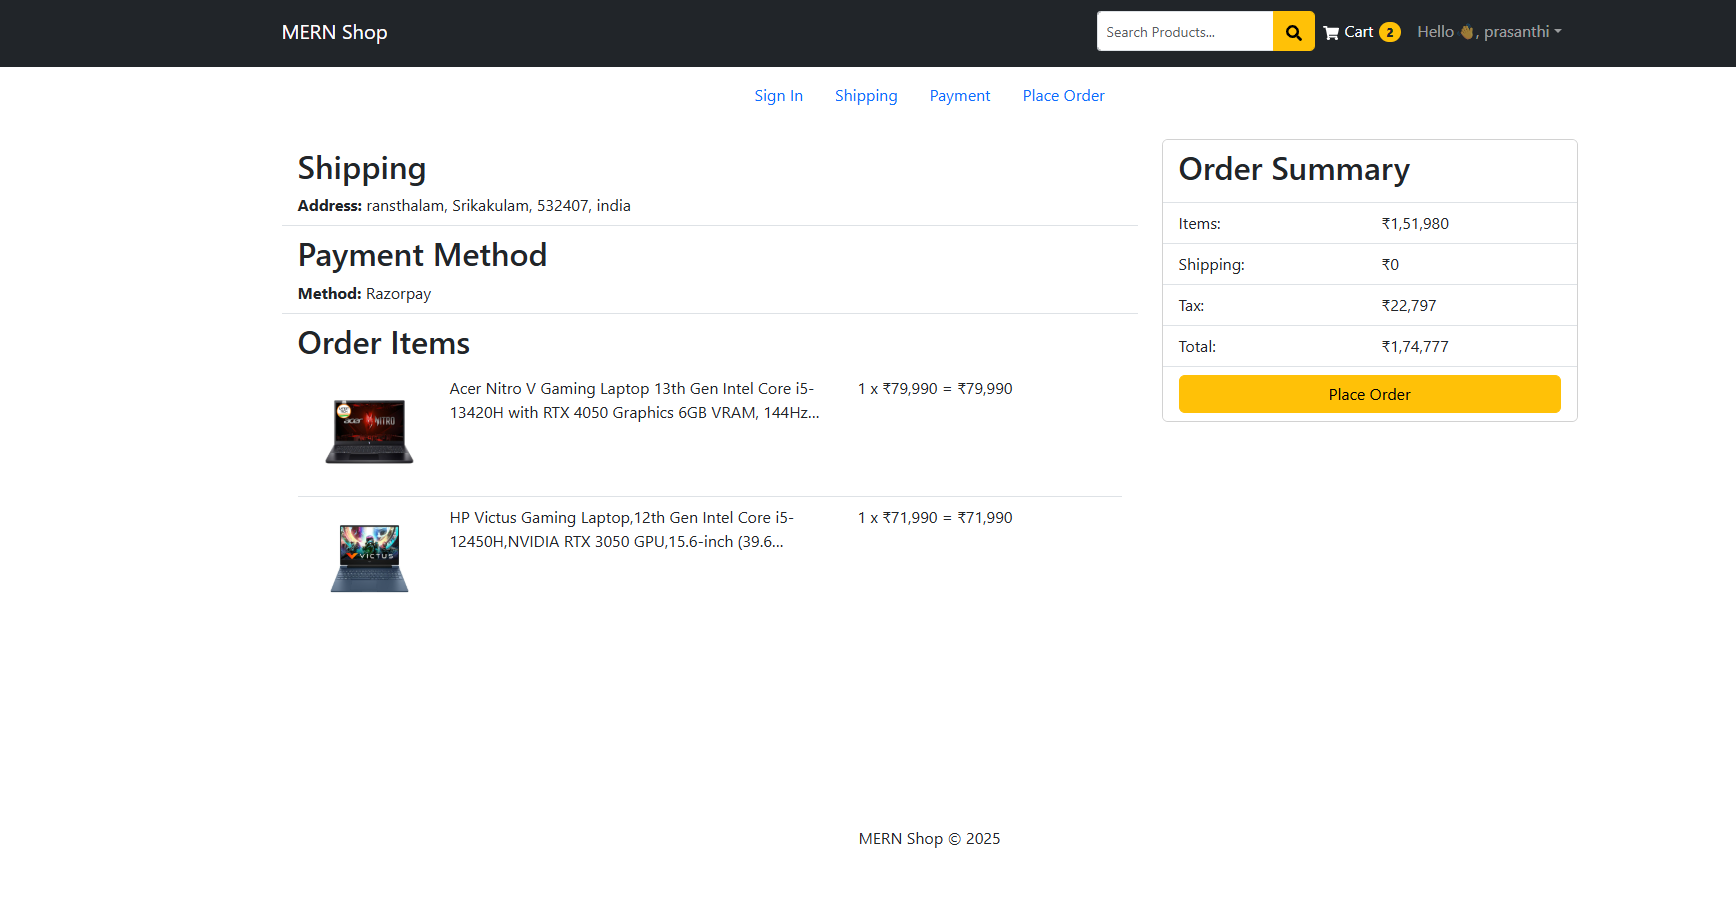 MERN Shop
Search Products...
Cart 2
Hello 👋, prasanthi
Sign In
Shipping
Payment
Place Order
Shipping
Address: ransthalam, Srikakulam, 532407, india
Payment Method
Method: Razorpay
Order Items
Acer Nitro V Gaming Laptop 13th Gen Intel Core i5-
13420H with RTX 4050 Graphics 6GB VRAM, 144Hz...
1 x ₹79,990 = ₹79,990
acer NITRO
HP Victus Gaming Laptop,12th Gen Intel Core i5-
12450H,NVIDIA RTX 3050 GPU,15.6-inch (39.6...
1 x ₹71,990 = ₹71,990
VICTUS
Order Summary
Items: ₹1,51,980
Shipping: ₹0
Tax: ₹22,797
Total: ₹1,74,777
Place Order
MERN Shop © 2025